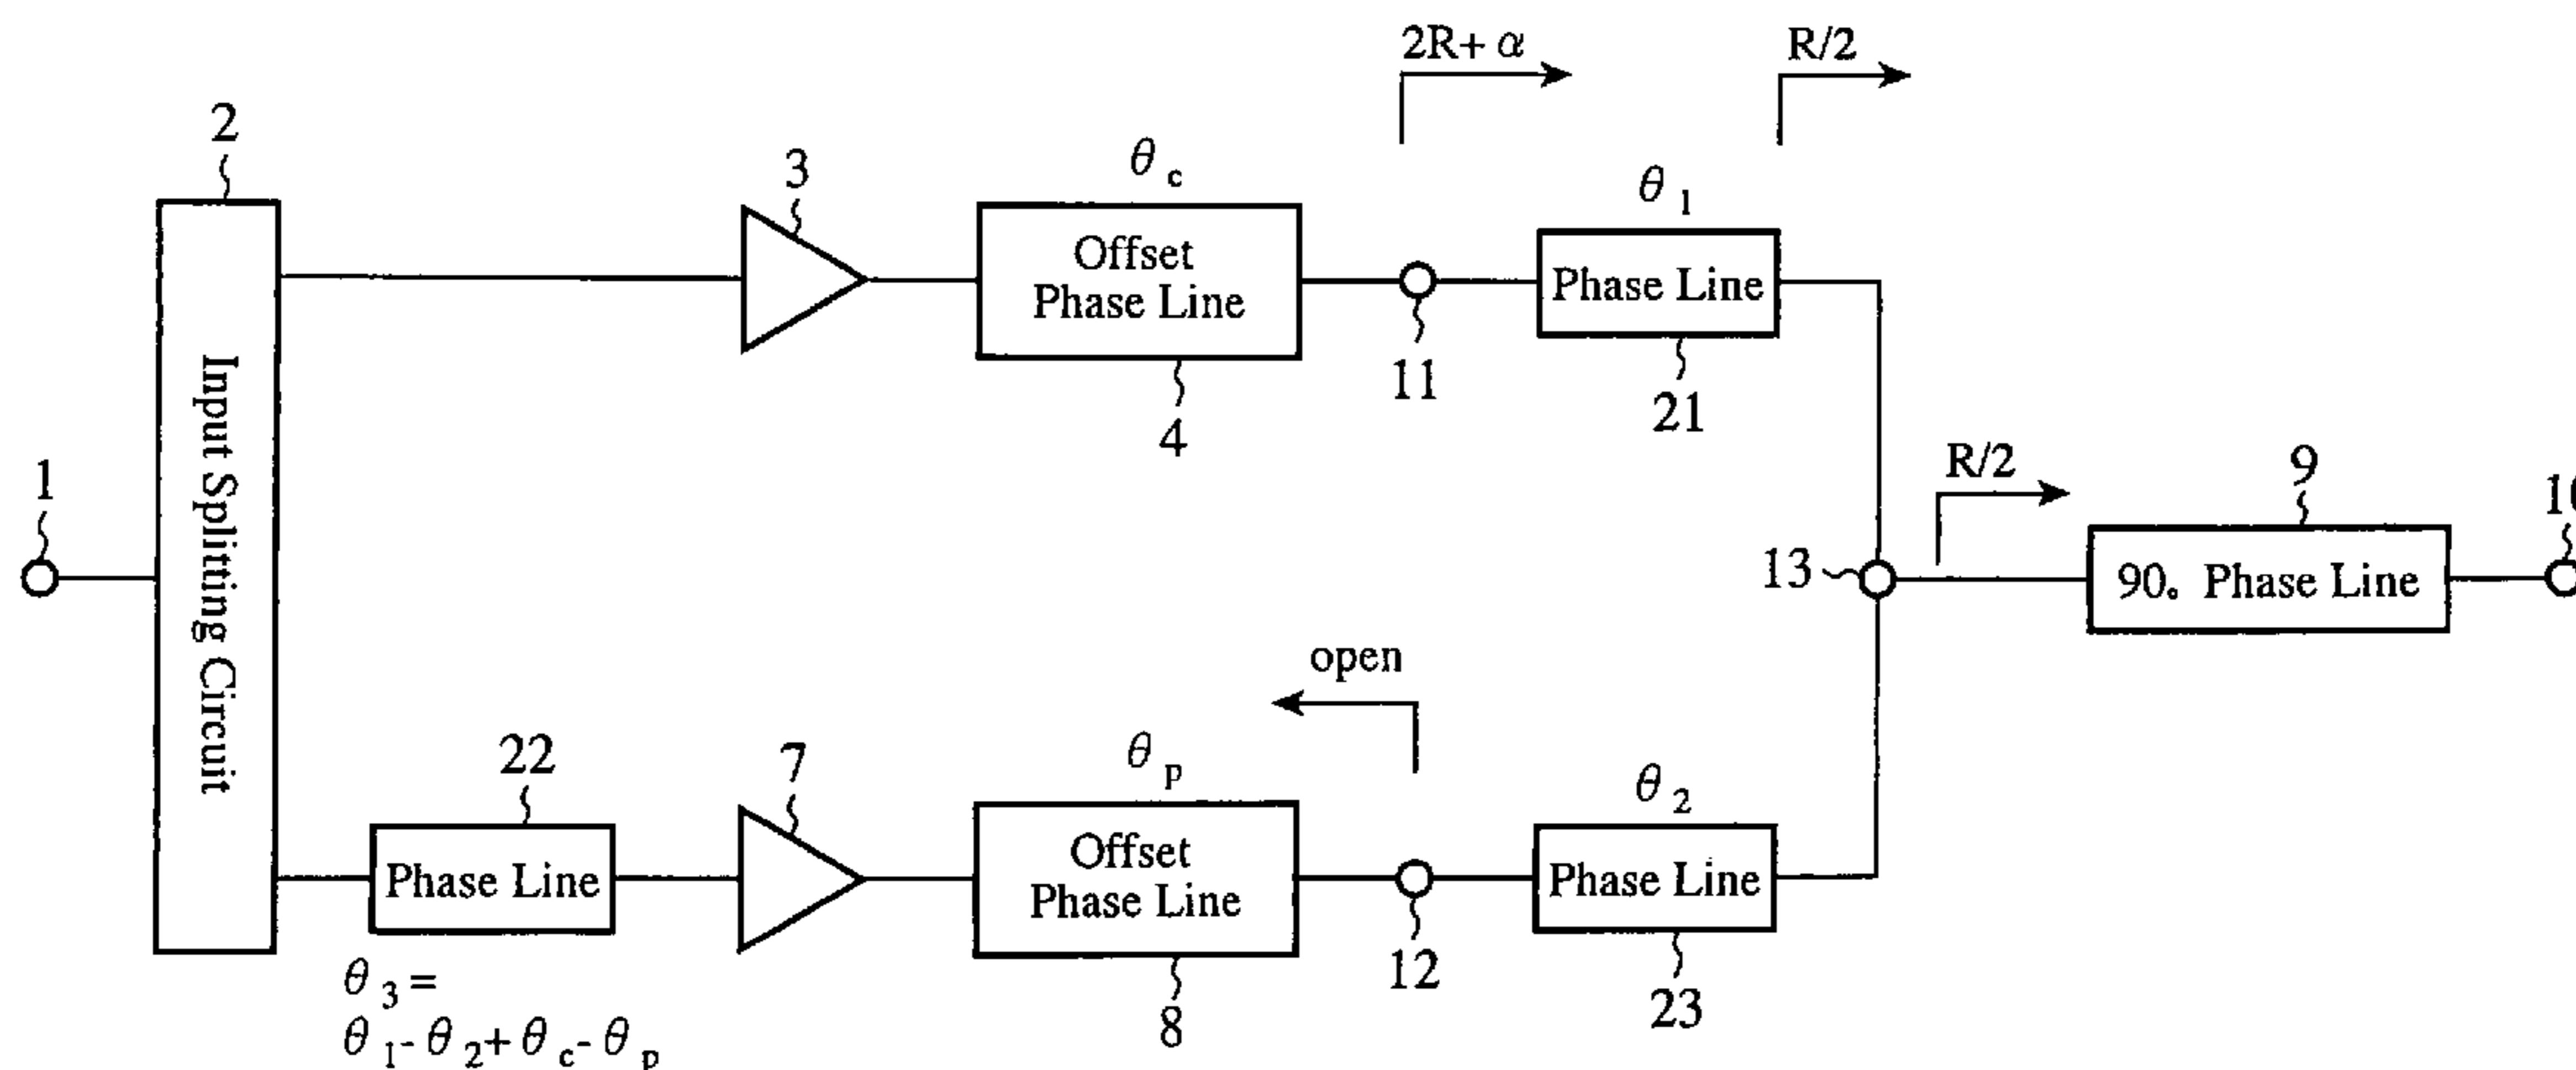 2R+ α
R/2
2
3
θ c
θ 1
Offset
Phase Line
Phase Line
11
21
4
Input Splitting Circuit
1
R/2
9
13
90。 Phase Line
open
22
7
θ p
θ 2
Phase Line
Offset
Phase Line
Phase Line
12
23
8
θ 3 =
θ 1- θ 2+ θ c- θ p